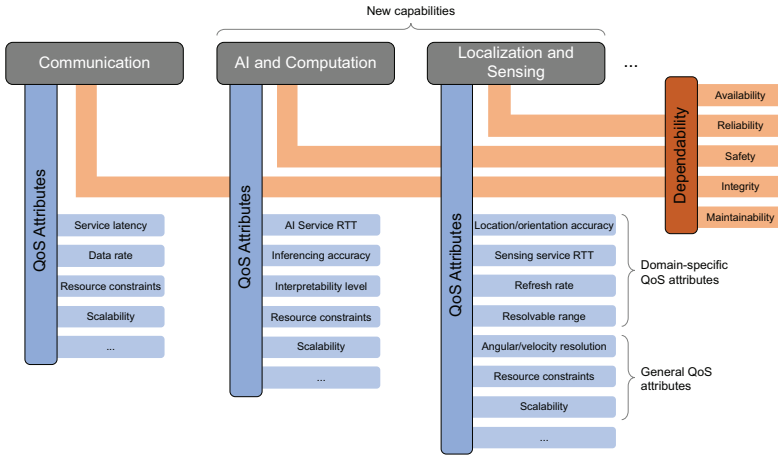 New capabilities
Communication
AI and Computation
Localization and
Sensing
...
QoS Attributes
Service latency
Data rate
Resource constraints
Scalability
...
QoS Attributes
AI Service RTT
Inferencing accuracy
Interpretability level
Resource constraints
Scalability
...
QoS Attributes
Location/orientation accuracy
Sensing service RTT
Refresh rate
Resolvable range
Angular/velocity resolution
Resource constraints
Scalability
...
Domain-specific
QoS attributes
General QoS
attributes
Dependability
Availability
Reliability
Safety
Integrity
Maintainability